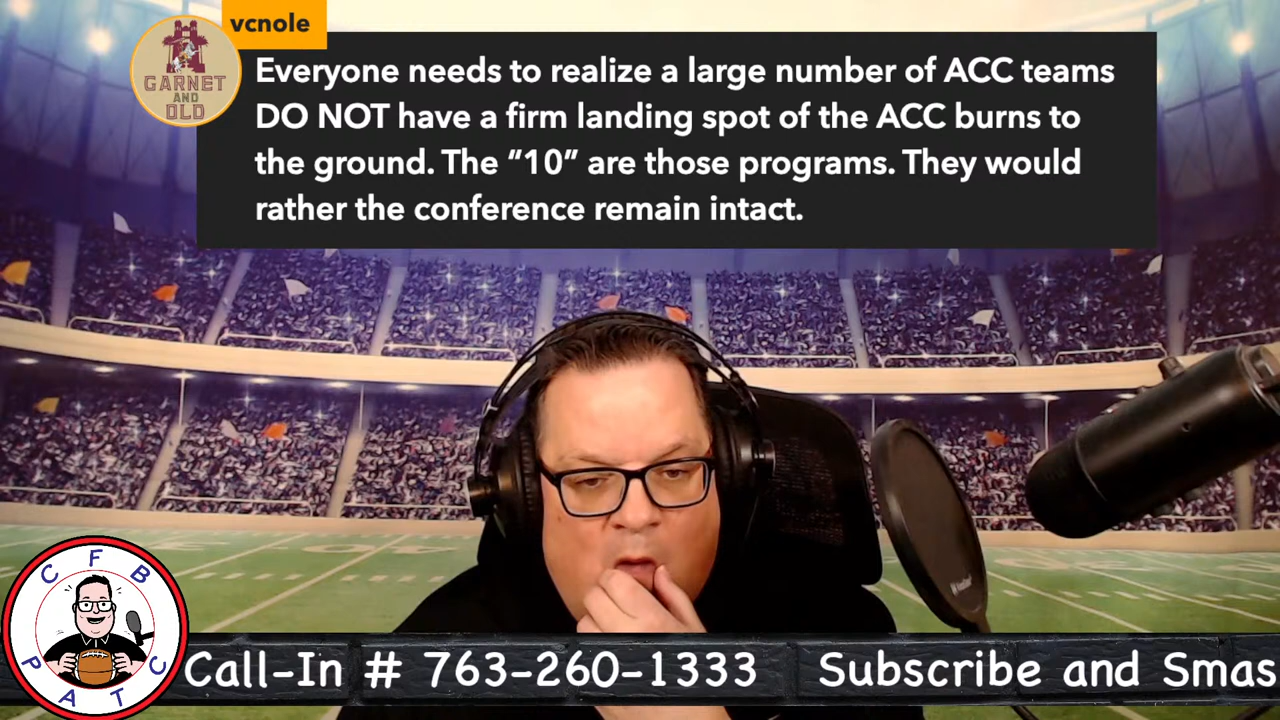 vcnole
GARNET
AND
OLD
Everyone needs to realize a large number of ACC teams
DO NOT have a firm landing spot of the ACC burns to
the ground. The “10” are those programs. They would
rather the conference remain intact.
C F B
P A T C
Call-In # 763-260-1333 Subscribe and Smas